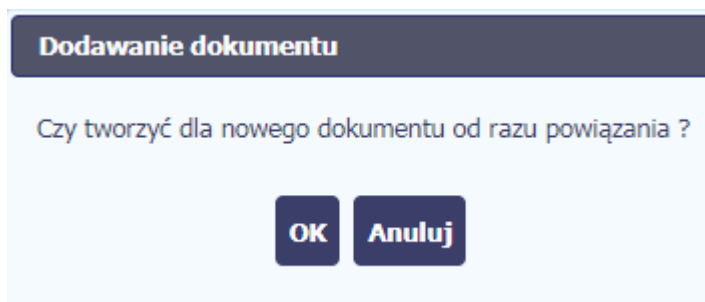 Dodawanie dokumentu
Czy tworzyć dla nowego dokumentu od razu powiązania ?
OK Anuluj